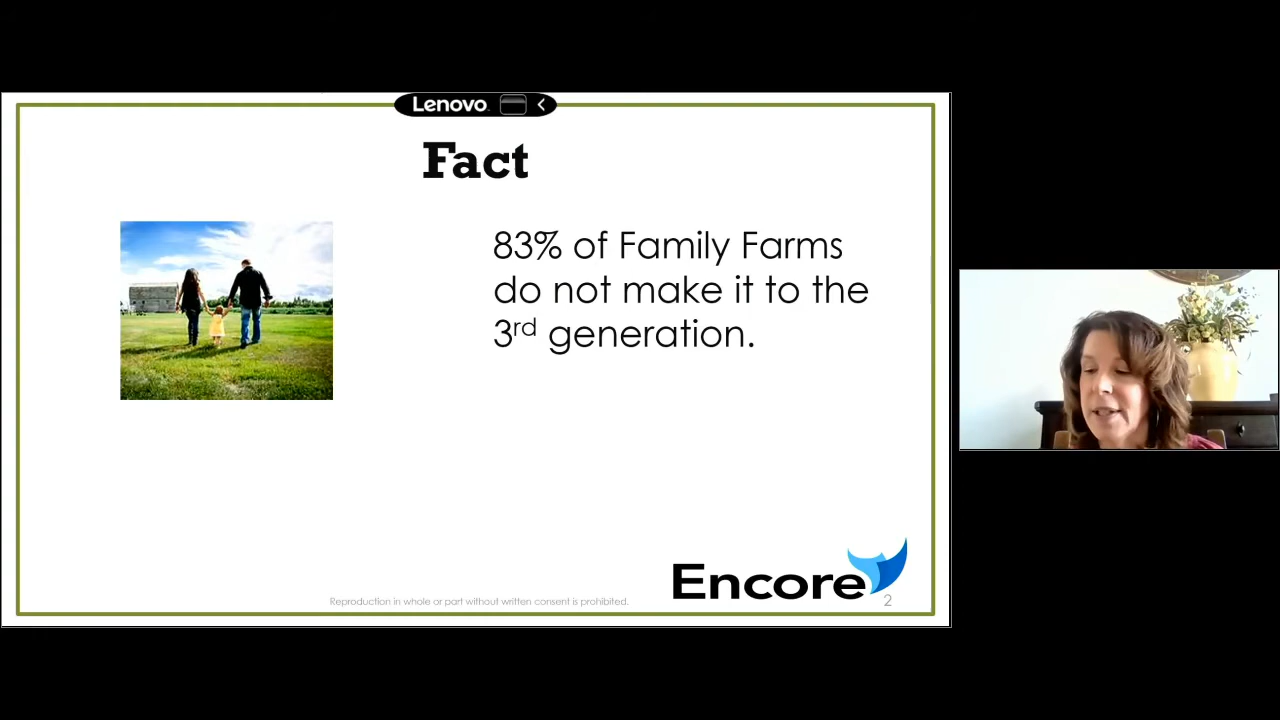 Lenovo
Fact
83% of Family Farms
do not make it to the
3rd generation.
Encore
Reproduction in whole or part without written consent is prohibited.
2